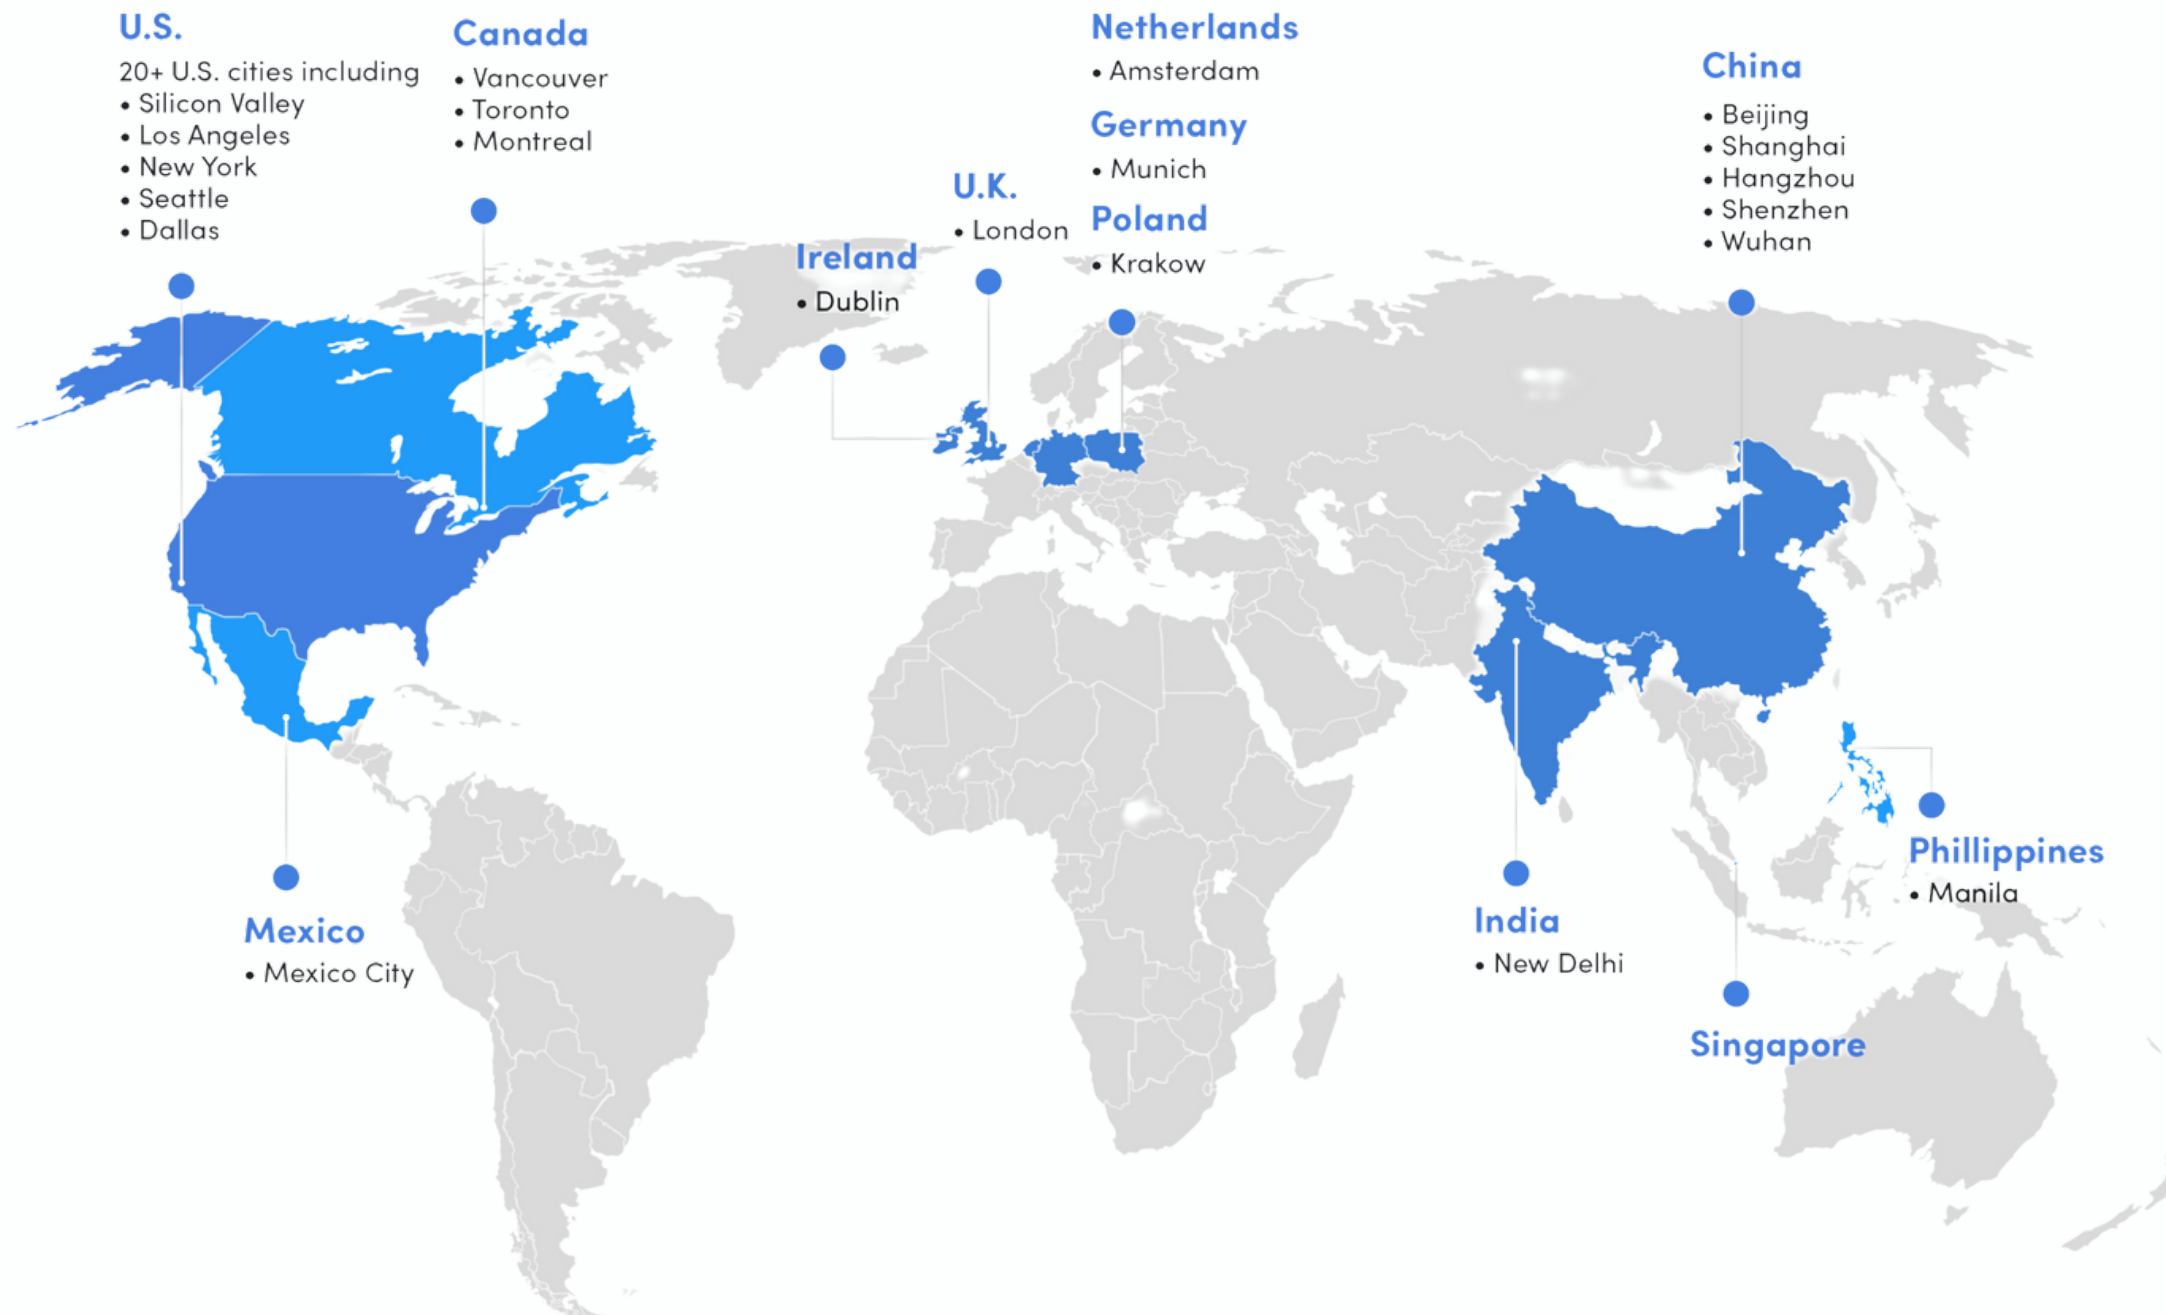 U.S.
20+ U.S. cities including
• Silicon Valley
• Los Angeles
• New York
• Seattle
• Dallas
Canada
• Vancouver
• Toronto
• Montreal
Ireland
• Dublin
U.K.
• London
Netherlands
• Amsterdam
Germany
• Munich
Poland
• Krakow
China
• Beijing
• Shanghai
• Hangzhou
• Shenzhen
• Wuhan
Mexico
• Mexico City
India
• New Delhi
Phillippines
• Manila
Singapore